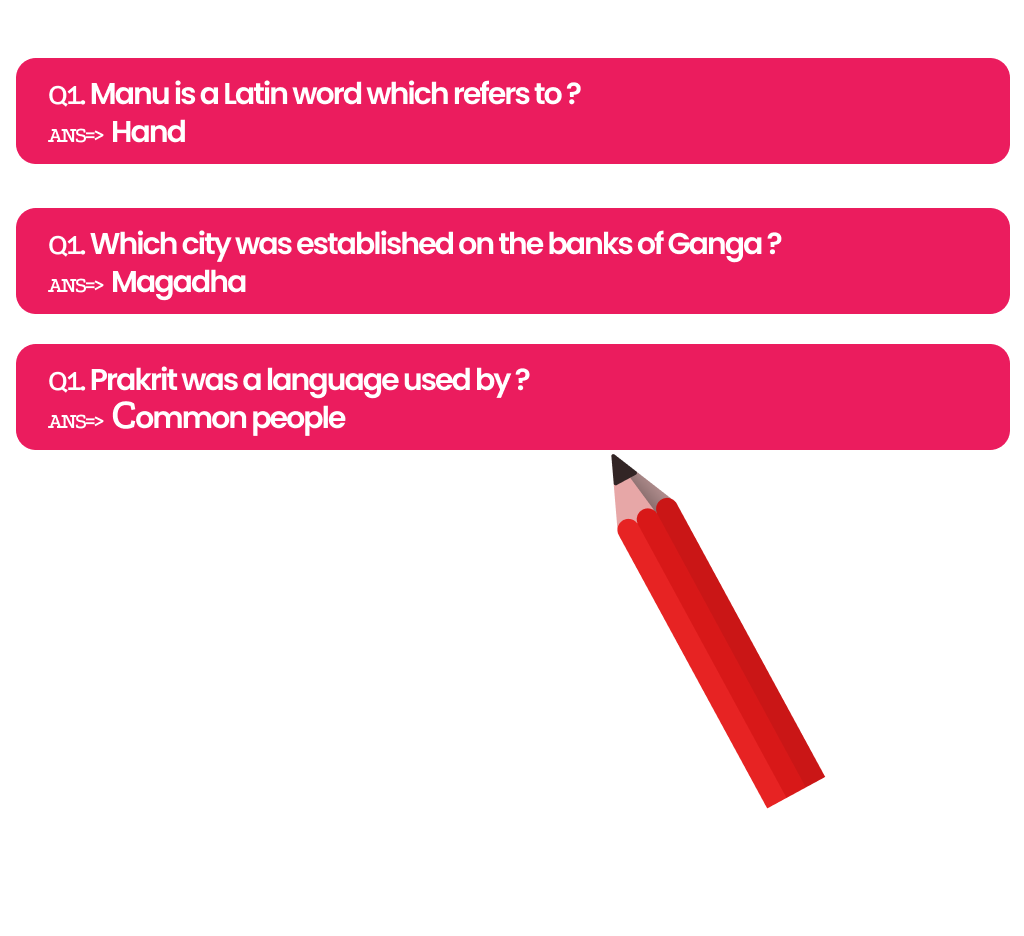 Q1. Manu is a Latin word which refers to ?
ANS=> Hand
Q1. Which city was established on the banks of Ganga ?
ANS=> Magadha
Q1. Prakrit was a language used by ?
ANS=> Common people